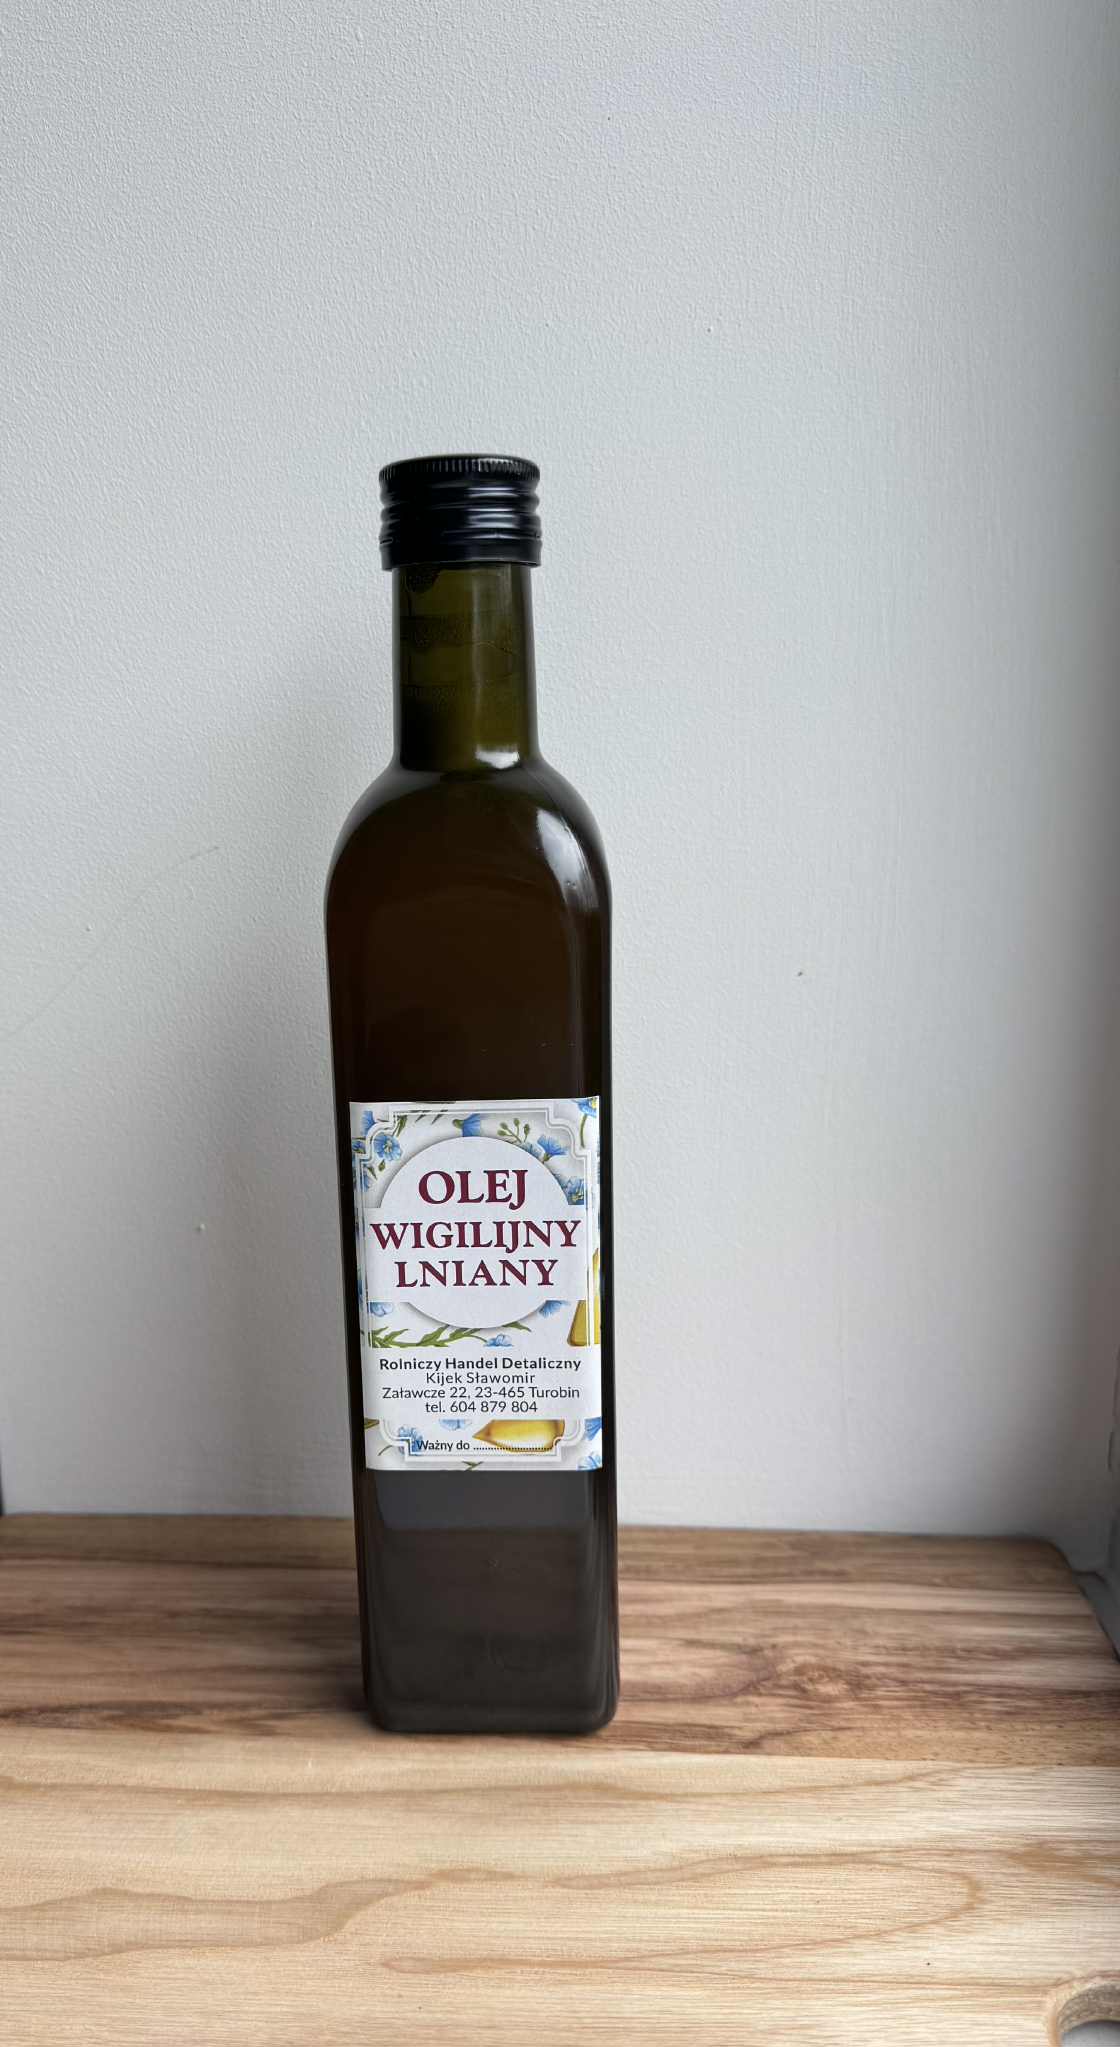 OLEJ
WIGILIJNY
LNIANY
Rolniczy Handel Detaliczny
Kijek Sławomir
Załawcze 22, 23-465 Turobin
tel. 604 879 804
Ważny do ...........................